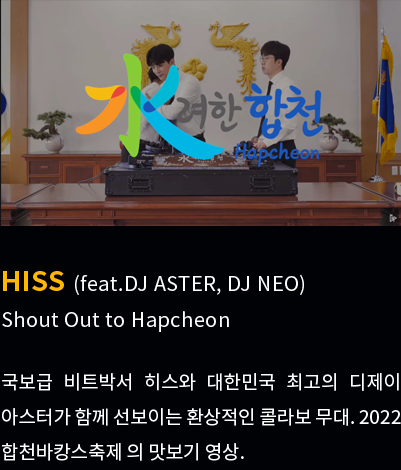 水려한 합천
Hapcheon
HISS (feat.DJ ASTER, DJ NEO)
Shout Out to Hapcheon
국보급 비트박서 히스와 대한민국 최고의 디제이
아스터가 함께 선보이는 환상적인 콜라보 무대. 2022
합천바캉스축제 의 맛보기 영상.